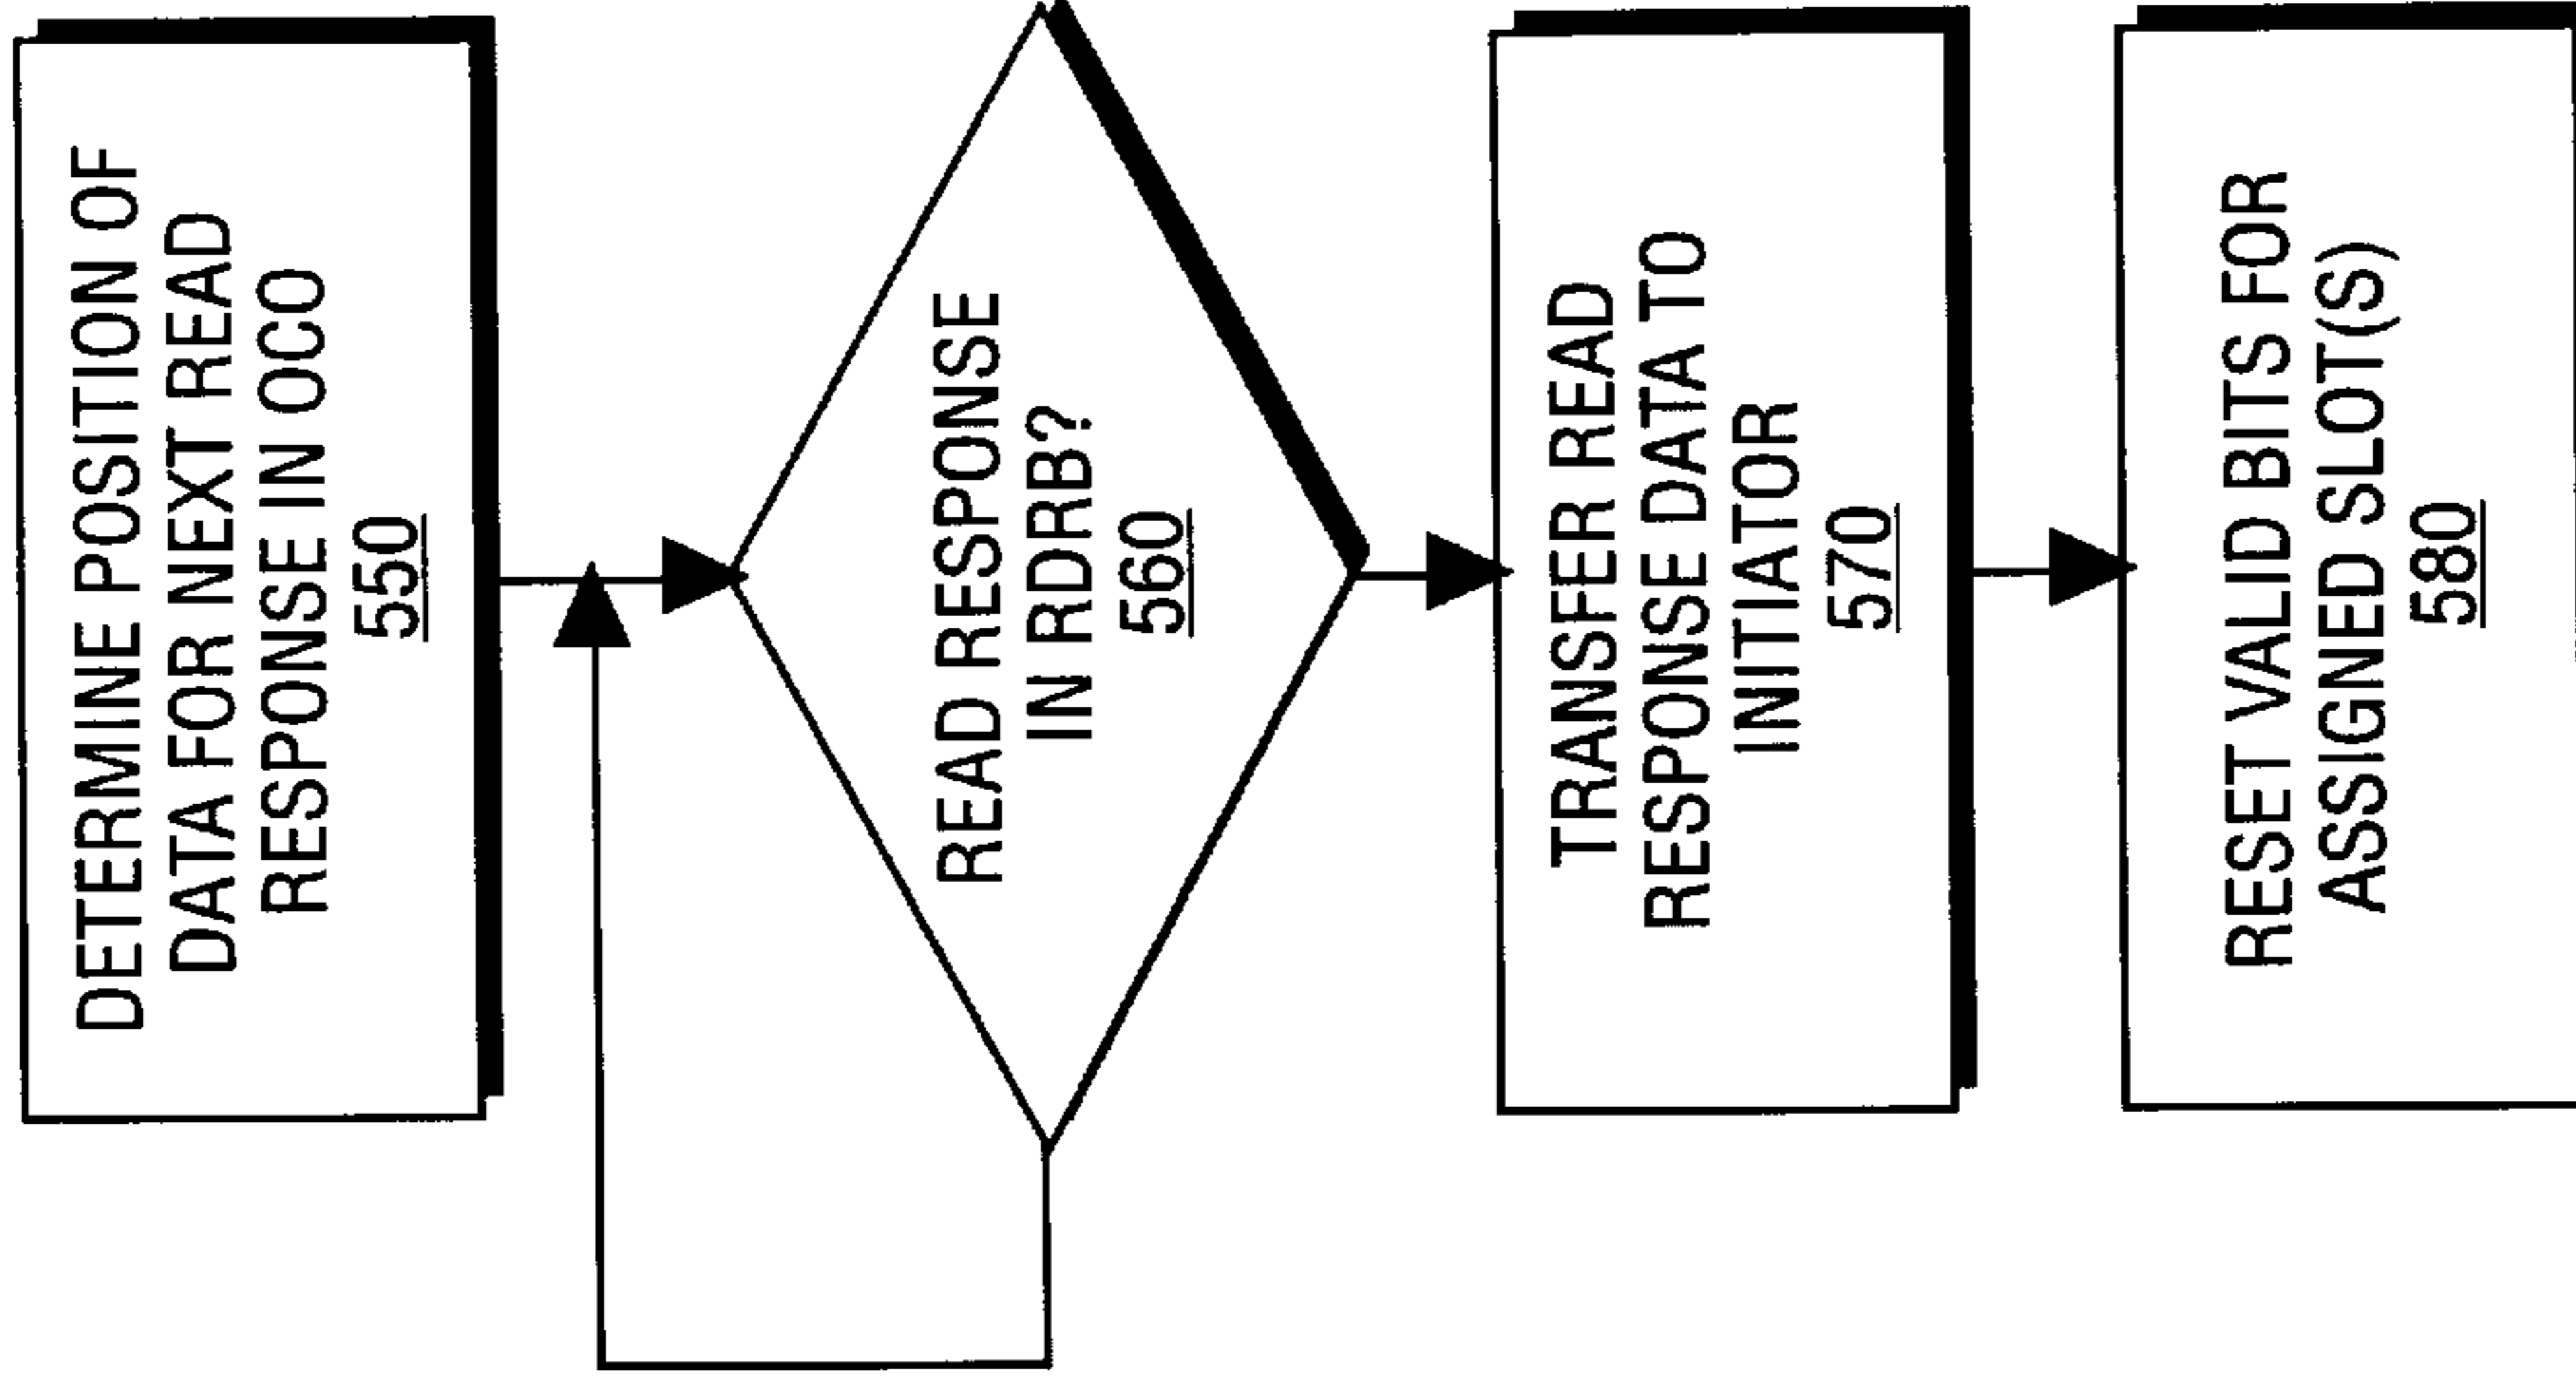 DETERMINE POSITION OF
DATA FOR NEXT READ
RESPONSE IN OCO
550
READ RESPONSE
IN RDRB?
560
TRANSFER READ
RESPONSE DATA TO
INITIATOR
570
RESET VALID BITS FOR
ASSIGNED SLOT(S)
580